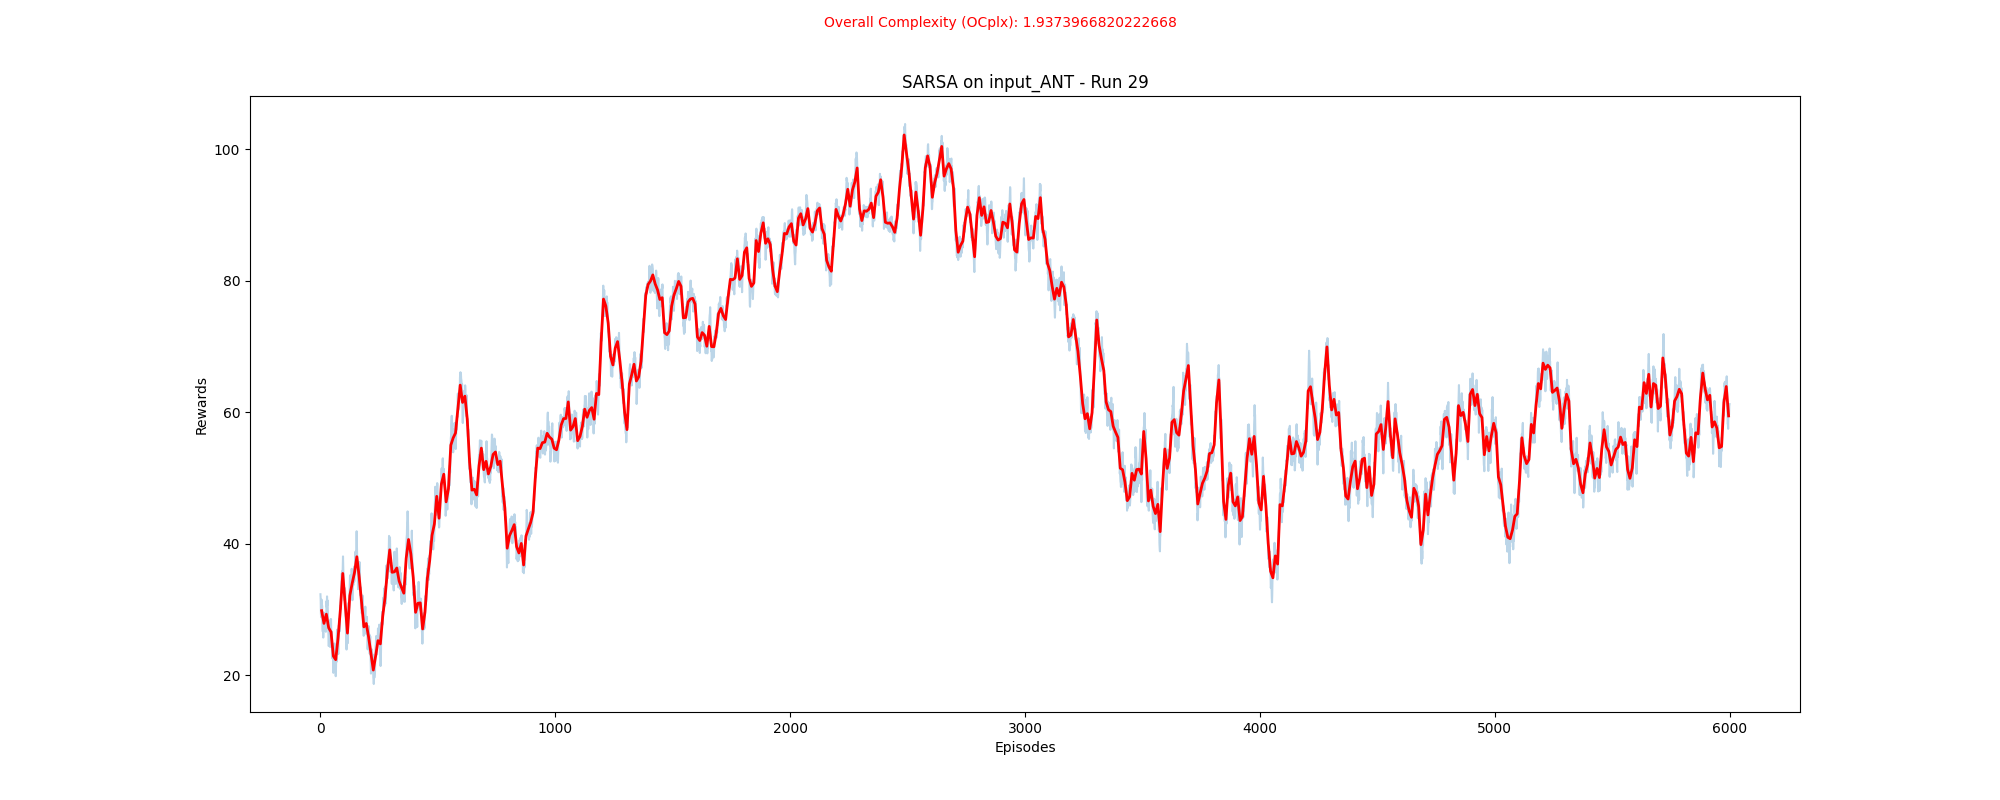 Overall Complexity (OCplx): 1.9373966820222668
SARSA on input_ANT - Run 29
100
80
60
40
20
Rewards
0 1000 2000 3000 4000 5000 6000
Episodes